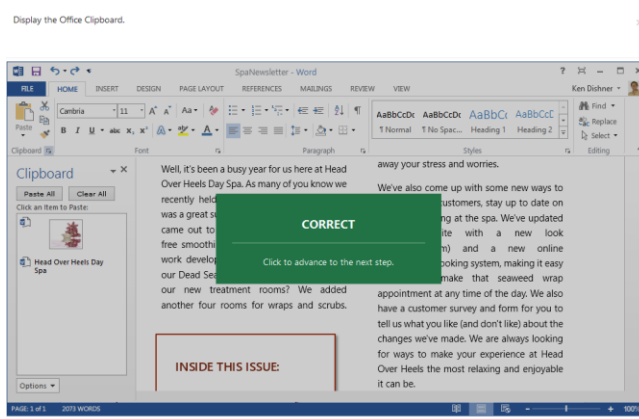 Display the Office Clipboard.
SpaNewsletter - Word
FILE HOME INSERT DESIGN PAGE LAYOUT REFERENCES MAILINGS REVIEW VIEW Ken Dishner
Cambria 11 A A Aa
Find
Paste B I U abc x x A A
AaBbCcDc AaBbCcDc AaBbC AaBbCcE
Replace
1 Normal 1 No Spac... Heading 1 Heading 2
Select
Clipboard Font Paragraph Styles Editing
Clipboard
Paste All Clear All
Click an Item to Paste:
Head Over Heels Day
Spa
Options
Well, it's been a busy year for us here at Head
Over Heels Day Spa. As many of you know we
recently held
was a great su
came out to
free smoothi
work develop
our Dead Sea
our new treatment rooms? We added
another four rooms for wraps and scrubs.
INSIDE THIS ISSUE:
away your stress and worries.
We've also come up with some new ways to
customers, stay up to date on
ng at the spa. We've updated
ite with a new look
m) and a new online
ooking system, making it easy
make that seaweed wrap
appointment at any time of the day. We also
have a customer survey and form for you to
tell us what you like (and don't like) about the
changes we've made. We are always looking
for ways to make your experience at Head
Over Heels the most relaxing and enjoyable
it can be.
CORRECT
Click to advance to the next step.
PAGE: 1 of 1 2073 WORDS 100%